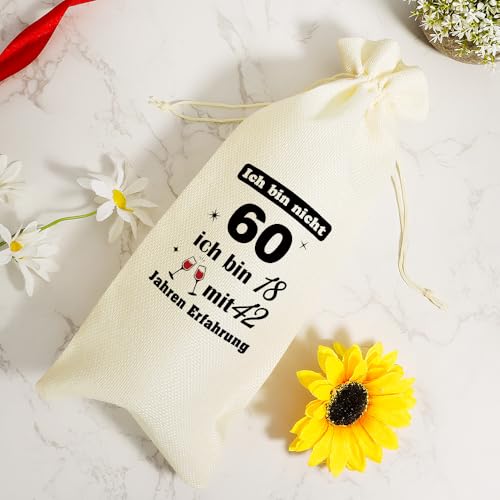 Ich bin nicht
60
ich bin 18
mit 42
Jahren Erfahrung